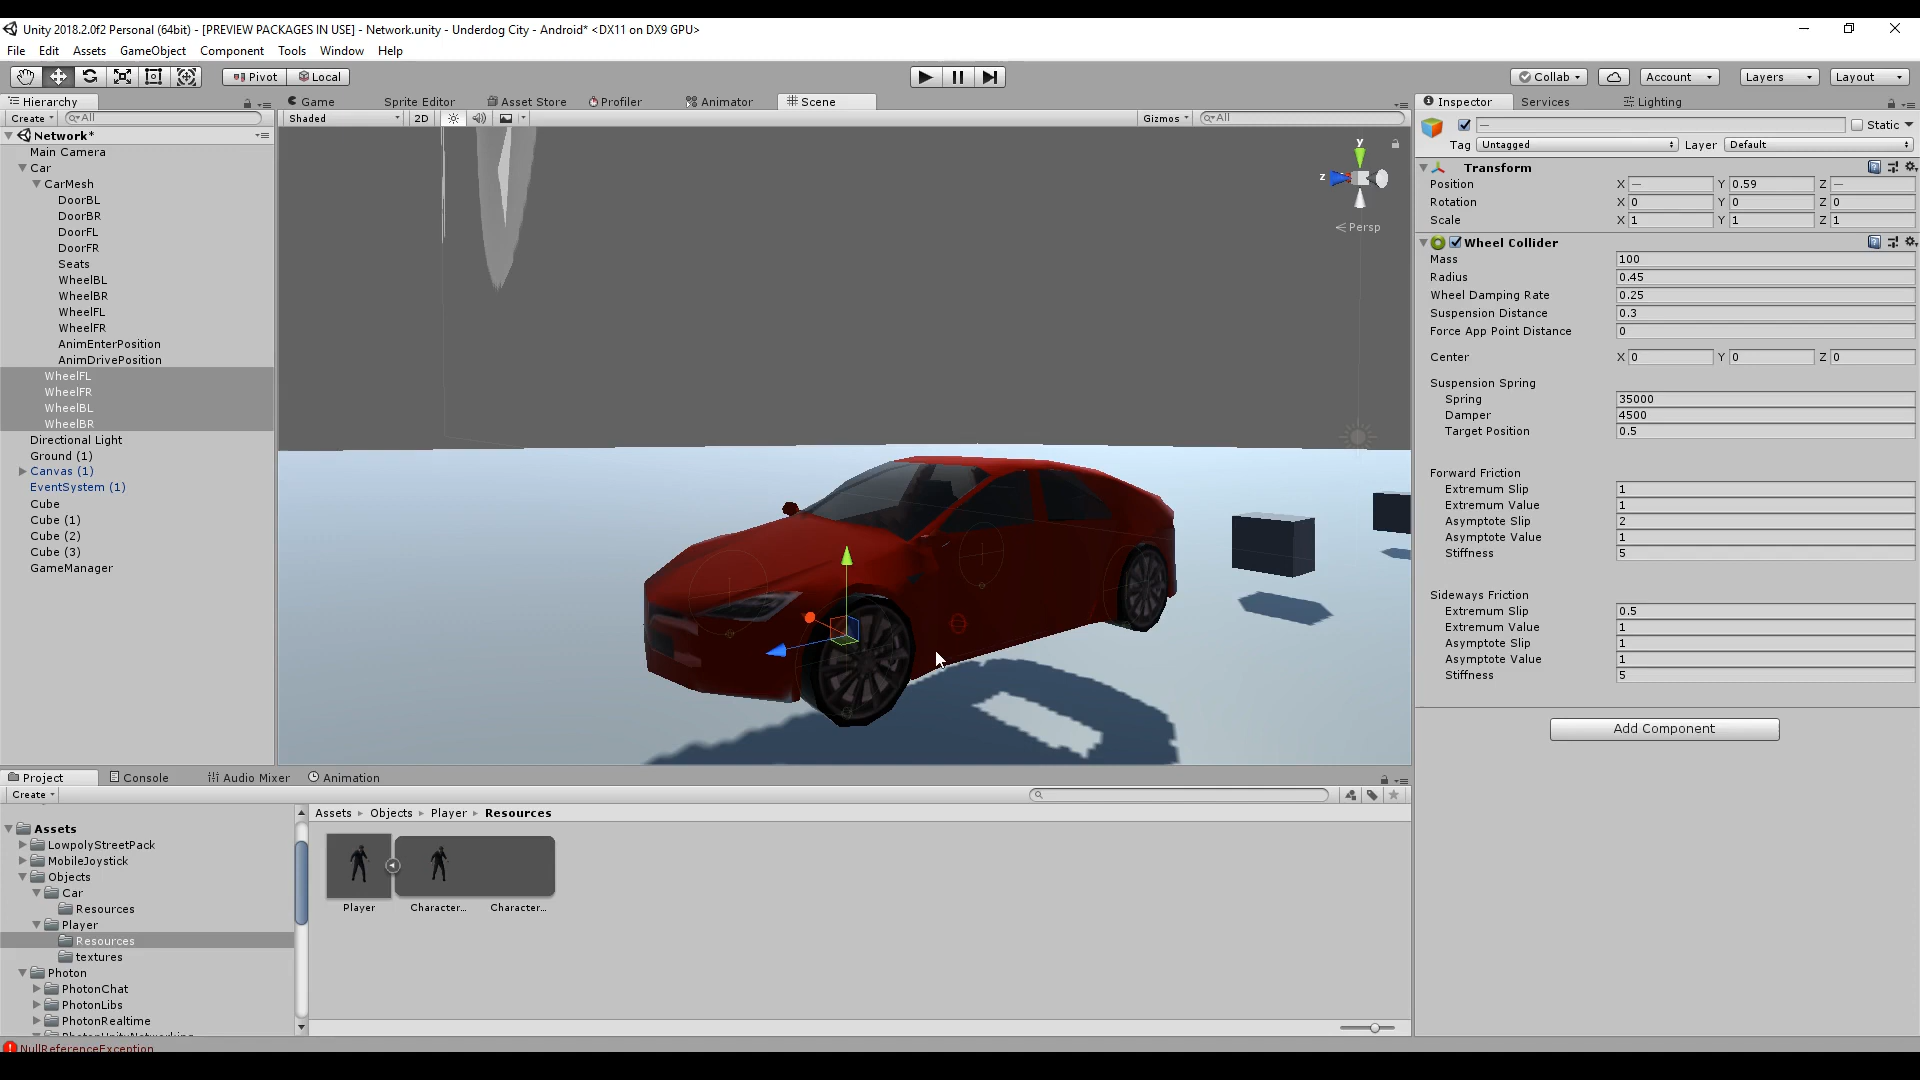 Unity 2018.2.0f2 Personal (64bit) - [PREVIEW PACKAGES IN USE] - Network.unity - Underdog City - Android* <DX11 on DX9 GPU>
File Edit Assets GameObject Component Tools Window Help
Pivot Local Collab Account Layers Layout
Hierarchy Game Sprite Editor Asset Store Profiler Animator Scene Inspector Services Lighting
Create All Shaded 2D Gizmos All
Static
Network*
Tag Untagged Layer Default
Main Camera
Car
CarMesh
DoorBL
DoorBR
DoorFL
DoorFR
Seats
WheelBL
WheelBR
WheelFL
WheelFR
AnimEnterPosition
AnimDrivePosition
WheelFL
WheelFR
WheelBL
WheelBR
Directional Light
Ground (1)
Canvas (1)
EventSystem (1)
Cube
Cube (1)
Cube (2)
Cube (3)
GameManager
y
z
Persp
Transform
Position X — Y 0.59 Z —
Rotation X 0 Y 0 Z 0
Scale X 1 Y 1 Z 1
Wheel Collider
Mass 100
Radius 0.45
Wheel Damping Rate 0.25
Suspension Distance 0.3
Force App Point Distance 0
Center X 0 Y 0 Z 0
Suspension Spring
Spring 35000
Damper 4500
Target Position 0.5
Forward Friction
Extremum Slip 1
Extremum Value 1
Asymptote Slip 2
Asymptote Value 1
Stiffness 5
Sideways Friction
Extremum Slip 0.5
Extremum Value 1
Asymptote Slip 1
Asymptote Value 1
Stiffness 5
Add Component
Project Console Audio Mixer Animation
Create
Assets Objects Player Resources
Assets
LowpolyStreetPack
MobileJoystick
Objects
Car
Resources
Player
Resources
textures
Photon
PhotonChat
PhotonLibs
PhotonRealtime
PhotonUnityNetworking
Player Character... Character...
NullReferenceException